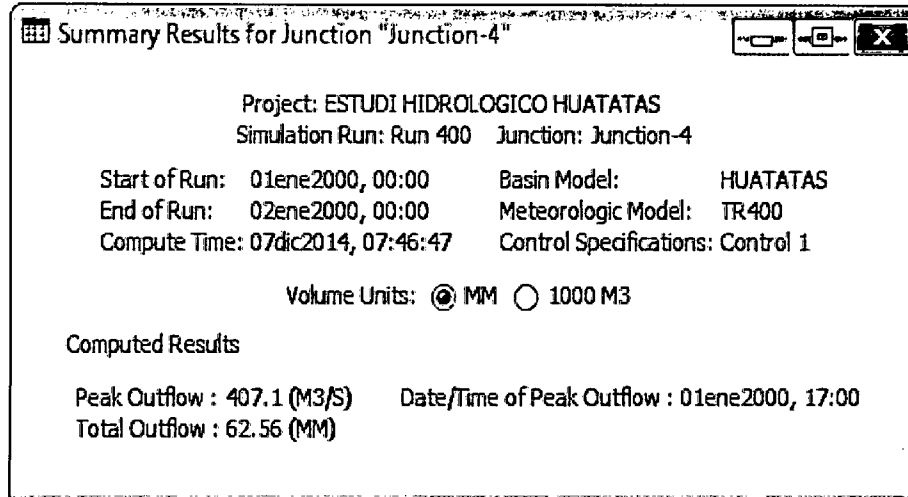 Summary Results for Junction "Junction-4"
Project: ESTUDI HIDROLOGICO HUATATAS
Simulation Run: Run 400 Junction: Junction-4
Start of Run: 01ene2000, 00:00 Basin Model: HUATATAS
End of Run: 02ene2000, 00:00 Meteorologic Model: TR400
Compute Time: 07dic2014, 07:46:47 Control Specifications: Control 1
Volume Units: MM 1000 M3
Computed Results
Peak Outflow : 407.1 (M3/S) Date/Time of Peak Outflow : 01ene2000, 17:00
Total Outflow : 62.56 (MM)